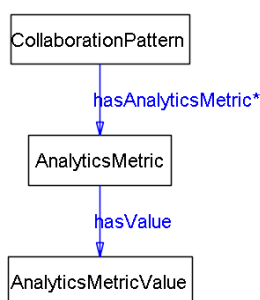 CollaborationPattern
hasAnalyticsMetric*
AnalyticsMetric
hasValue
AnalyticsMetricValue